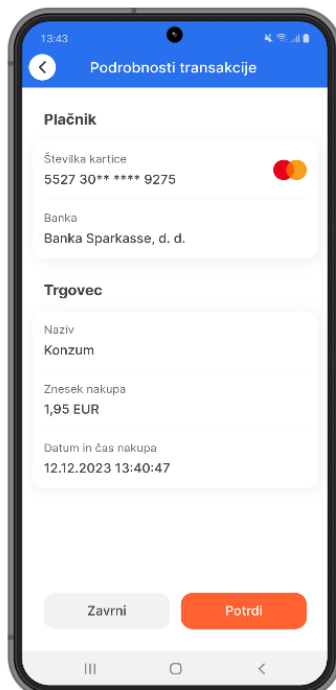 13:43
Podrobnosti transakcije
Plačnik
Številka kartice
5527 30** **** 9275
Banka
Banka Sparkasse, d. d.
Trgovec
Naziv
Konzum
Znesek nakupa
1,95 EUR
Datum in čas nakupa
12.12.2023 13:40:47
Zavrni
Potrdi